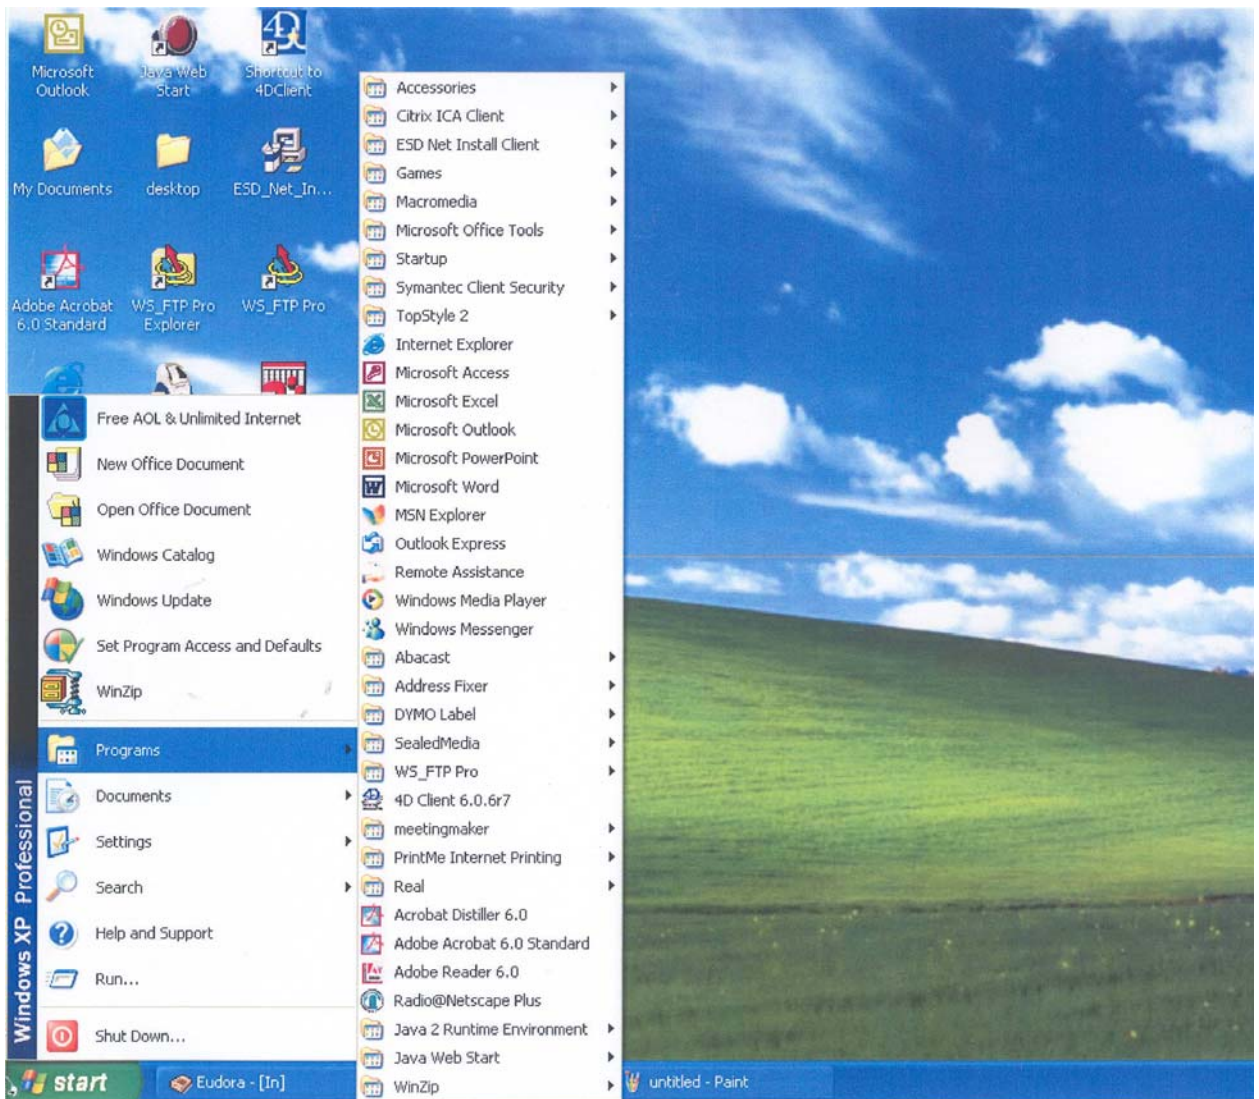 Microsoft
Outlook
Java Web
Start
Shortcut to
4DClient
My Documents
desktop
ESD_Net_In...
Adobe Acrobat
6.0 Standard
WS_FTP Pro
Explorer
WS_FTP Pro
Free AOL & Unlimited Internet
New Office Document
Open Office Document
Windows Catalog
Windows Update
Set Program Access and Defaults
WinZip
Programs
Documents
Settings
Search
Help and Support
Run...
Shut Down...
Windows XP Professional
Accessories
Citrix ICA Client
ESD Net Install Client
Games
Macromedia
Microsoft Office Tools
Startup
Symantec Client Security
TopStyle 2
Internet Explorer
Microsoft Access
Microsoft Excel
Microsoft Outlook
Microsoft PowerPoint
Microsoft Word
MSN Explorer
Outlook Express
Remote Assistance
Windows Media Player
Windows Messenger
Abacast
Address Fixer
DYMO Label
SealedMedia
WS_FTP Pro
4D Client 6.0.6r7
meetingmaker
PrintMe Internet Printing
Real
Acrobat Distiller 6.0
Adobe Acrobat 6.0 Standard
Adobe Reader 6.0
Radio@Netscape Plus
Java 2 Runtime Environment
Java Web Start
WinZip
start
Eudora - [In]
untitled - Paint